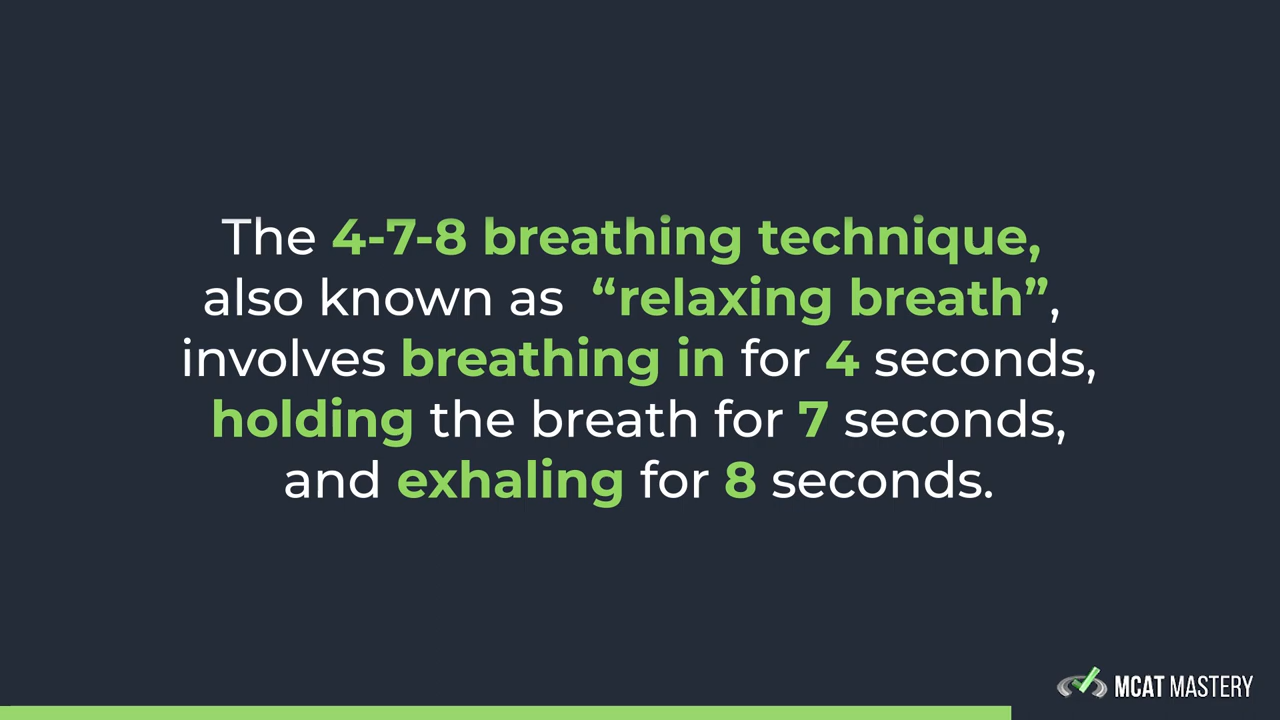 The 4-7-8 breathing technique,
also known as “relaxing breath”,
involves breathing in for 4 seconds,
holding the breath for 7 seconds,
and exhaling for 8 seconds.
MCAT MASTERY